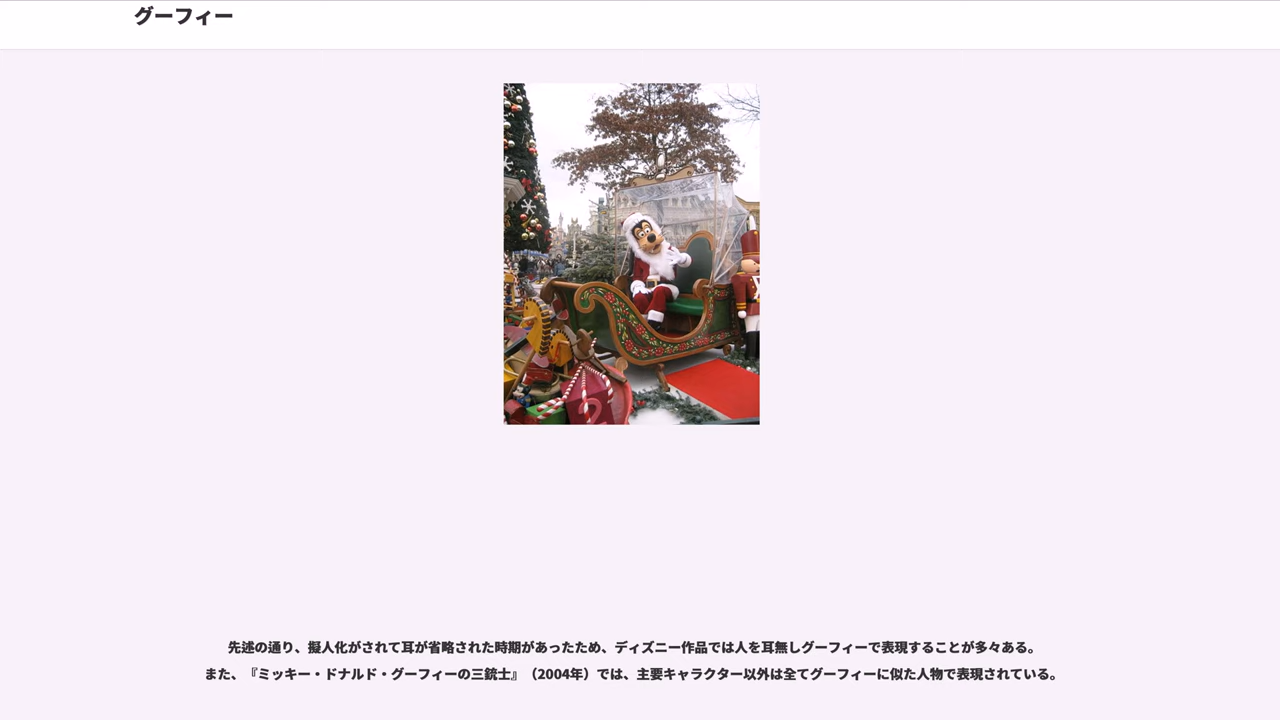 グーフィー
2
先述の通り、擬人化がされて耳が省略された時期があったため、ディズニー作品では人を耳無しグーフィーで表現することが多々ある。
また、『ミッキー・ドナルド・グーフィーの三銃士』（2004年）では、主要キャラクター以外は全てグーフィーに似た人物で表現されている。